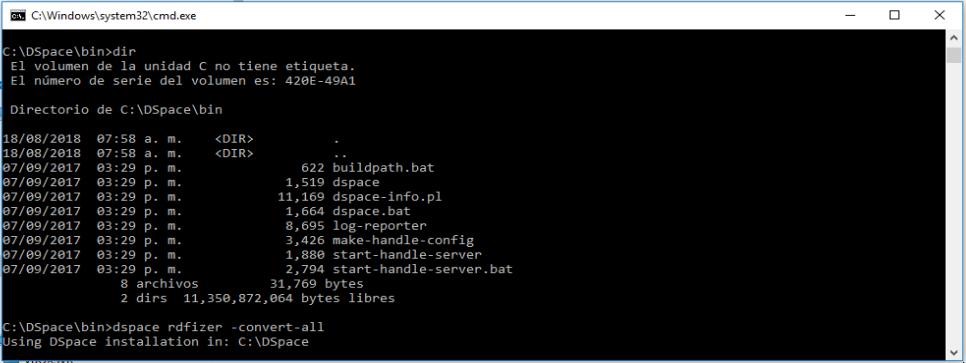 C:\Windows\system32\cmd.exe
C:\DSpace\bin>dir
El volumen de la unidad C no tiene etiqueta.
El número de serie del volumen es: 420E-49A1
Directorio de C:\DSpace\bin
18/08/2018  07:58 a. m.    <DIR>          .
18/08/2018  07:58 a. m.    <DIR>          ..
07/09/2017  03:29 p. m.               622 buildpath.bat
07/09/2017  03:29 p. m.             1,519 dspace
07/09/2017  03:29 p. m.            11,169 dspace-info.pl
07/09/2017  03:29 p. m.             1,664 dspace.bat
07/09/2017  03:29 p. m.             8,695 log-reporter
07/09/2017  03:29 p. m.             3,426 make-handle-config
07/09/2017  03:29 p. m.             1,880 start-handle-server
07/09/2017  03:29 p. m.             2,794 start-handle-server.bat
8 archivos         31,769 bytes
2 dirs  11,350,872,064 bytes libres
C:\DSpace\bin>dspace rdfizer -convert-all
Using DSpace installation in: C:\DSpace